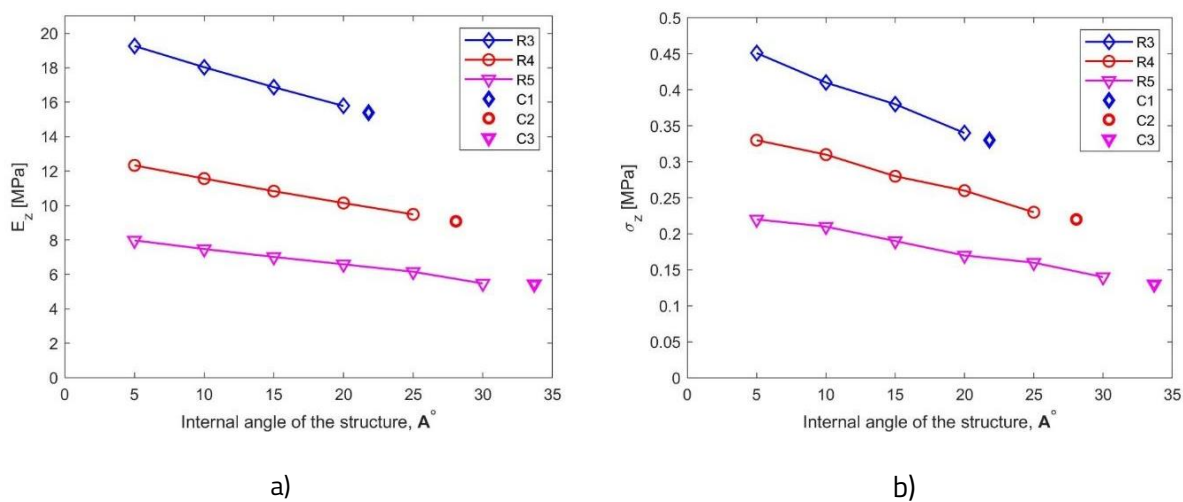 20
18
16
14
12
10
8
6
4
2
0
E_z [MPa]
0 5 10 15 20 25 30 35
Internal angle of the structure, A°
R3
R4
R5
C1
C2
C3
a)
0.5
0.45
0.4
0.35
0.3
0.25
0.2
0.15
0.1
0.05
0
σ_z [MPa]
0 5 10 15 20 25 30 35
Internal angle of the structure, A°
R3
R4
R5
C1
C2
C3
b)